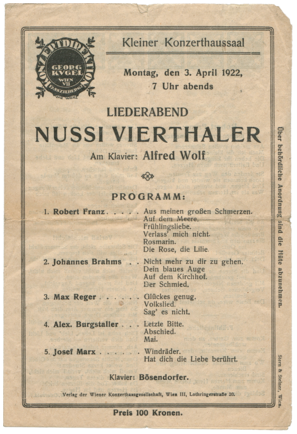 KONZERTDIREKTION
GEORG
KUGEL
WIEN
VII
Kleiner Konzerthaussaal
Montag, den 3. April 1922,
7 Uhr abends
LIEDERABEND
NUSSI VIERTHALER
Am Klavier: Alfred Wolf
PROGRAMM:
1. Robert Franz . . . . . Aus meinen großen Schmerzen.
Auf dem Meere.
Frühlingsliebe.
Verlass' mich nicht.
Rosmarin.
Die Rose, die Lilie.
2. Johannes Brahms . . Nicht mehr zu dir zu gehen.
Dein blaues Auge
Auf dem Kirchhof.
Der Schmied.
3. Max Reger . . . . . Glückes genug.
Volkslied.
Sag' es nicht.
4. Alex. Burgstaller . . . Letzte Bitte.
Abschied.
Mai.
5. Josef Marx . . . . . Windräder.
Hat dich die Liebe berührt.
Klavier: Bösendorfer.
Verlag der Wiener Konzerthausgesellschaft, Wien III, Lothringerstraße 20.
Preis 100 Kronen.
Über behördliche Anordnung sind die Hüte abzunehmen.